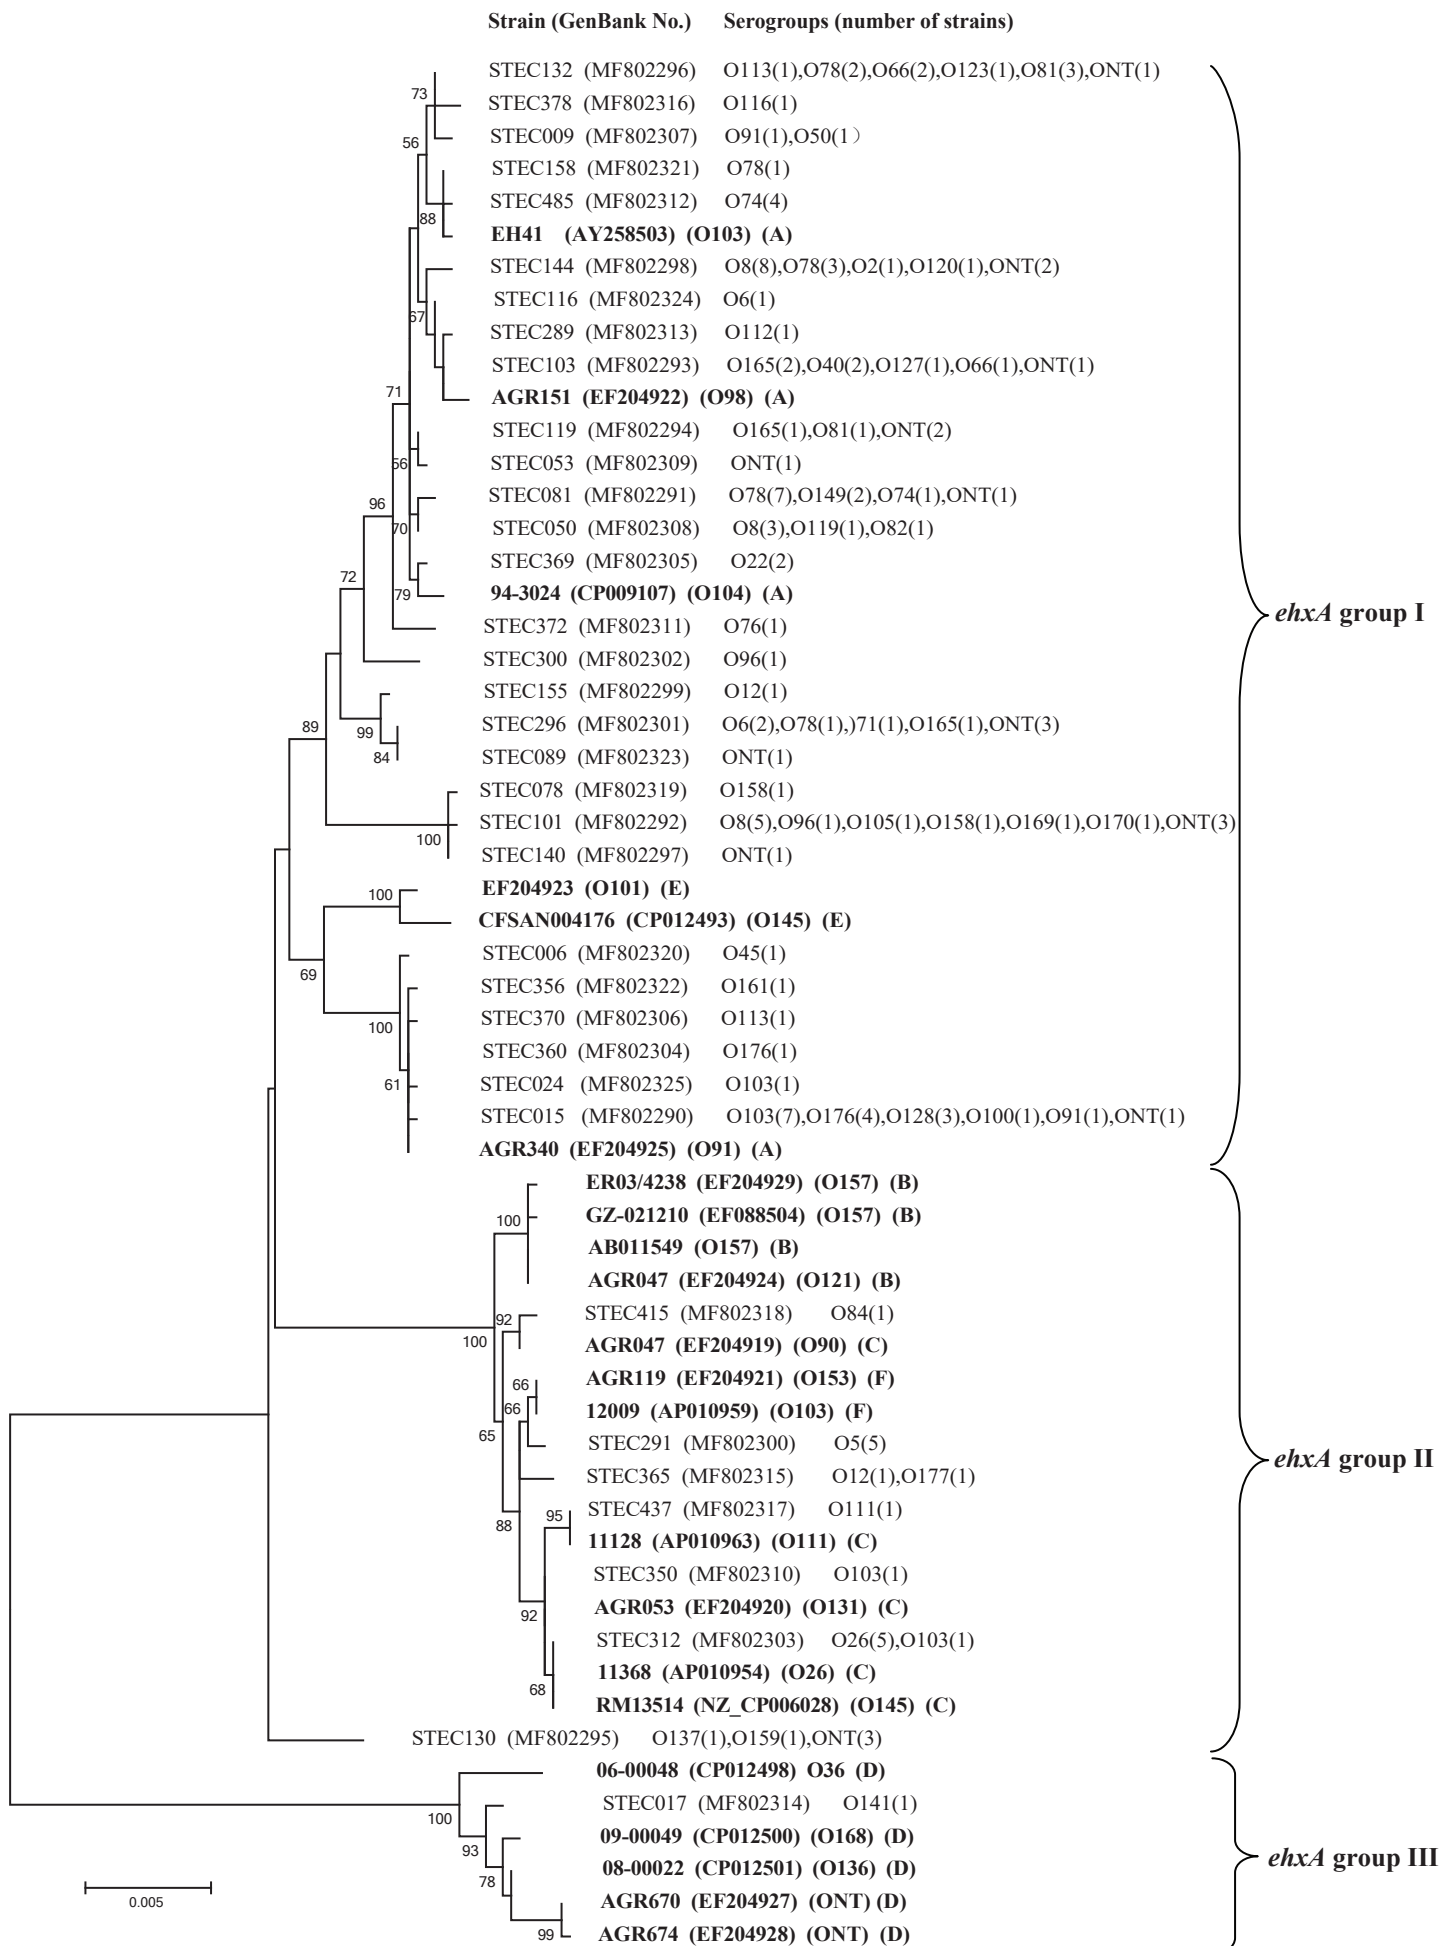 Strain (GenBank No.) Serogroups (number of strains)
STEC132 (MF802296) O113(1),O78(2),O66(2),O123(1),O81(3),ONT(1)
73
STEC378 (MF802316) O116(1)
STEC009 (MF802307) O91(1),O50(1）
56
STEC158 (MF802321) O78(1)
STEC485 (MF802312) O74(4)
88
EH41 (AY258503) (O103) (A)
STEC144 (MF802298) O8(8),O78(3),O2(1),O120(1),ONT(2)
STEC116 (MF802324) O6(1)
67
STEC289 (MF802313) O112(1)
STEC103 (MF802293) O165(2),O40(2),O127(1),O66(1),ONT(1)
71
AGR151 (EF204922) (O98) (A)
STEC119 (MF802294) O165(1),O81(1),ONT(2)
56
STEC053 (MF802309) ONT(1)
STEC081 (MF802291) O78(7),O149(2),O74(1),ONT(1)
96
70
STEC050 (MF802308) O8(3),O119(1),O82(1)
STEC369 (MF802305) O22(2)
72
79
94-3024 (CP009107) (O104) (A)
ehxA group I
STEC372 (MF802311) O76(1)
STEC300 (MF802302) O96(1)
STEC155 (MF802299) O12(1)
89
99
STEC296 (MF802301) O6(2),O78(1,)71(1),O165(1),ONT(3)
84
STEC089 (MF802323) ONT(1)
STEC078 (MF802319) O158(1)
STEC101 (MF802292) O8(5),O96(1),O105(1),O158(1),O169(1),O170(1),ONT(3)
100
STEC140 (MF802297) ONT(1)
100
EF204923 (O101) (E)
CFSAN004176 (CP012493) (O145) (E)
STEC006 (MF802320) O45(1)
69
STEC356 (MF802322) O161(1)
STEC370 (MF802306) O113(1)
100
STEC360 (MF802304) O176(1)
61
STEC024 (MF802325) O103(1)
STEC015 (MF802290) O103(7),O176(4),O128(3),O100(1),O91(1),ONT(1)
AGR340 (EF204925) (O91) (A)
ER03/4238 (EF204929) (O157) (B)
100
GZ-021210 (EF088504) (O157) (B)
AB011549 (O157) (B)
AGR047 (EF204924) (O121) (B)
92
STEC415 (MF802318) O84(1)
100
AGR047 (EF204919) (O90) (C)
AGR119 (EF204921) (O153) (F)
66
66
12009 (AP010959) (O103) (F)
65
STEC291 (MF802300) O5(5)
ehxA group II
STEC365 (MF802315) O12(1),O177(1)
95
STEC437 (MF802317) O111(1)
88
11128 (AP010963) (O111) (C)
STEC350 (MF802310) O103(1)
92
AGR053 (EF204920) (O131) (C)
STEC312 (MF802303) O26(5),O103(1)
11368 (AP010954) (O26) (C)
68
RM13514 (NZ_CP006028) (O145) (C)
STEC130 (MF802295) O137(1),O159(1),ONT(3)
06-00048 (CP012498) O36 (D)
STEC017 (MF802314) O141(1)
100
09-00049 (CP012500) (O168) (D)
93
ehxA group III
08-00022 (CP012501) (O136) (D)
78
0.005
AGR670 (EF204927) (ONT) (D)
99
AGR674 (EF204928) (ONT) (D)